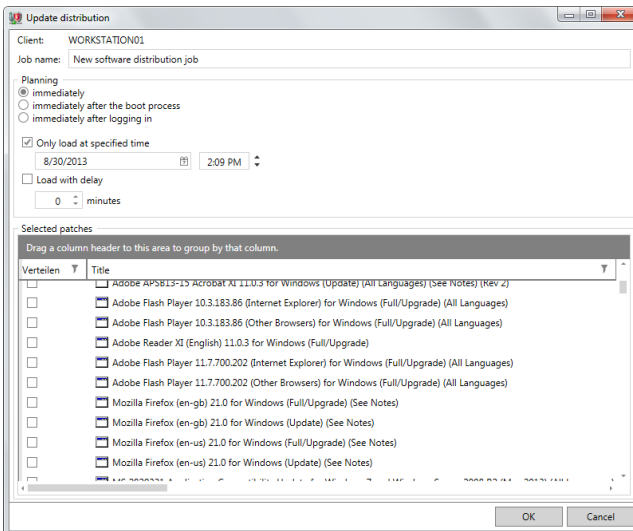 Update distribution
Client: WORKSTATION01
Job name: New software distribution job
Planning
immediately
immediately after the boot process
immediately after logging in
Only load at specified time
8/30/2013 2:09 PM
Load with delay
0 minutes
Selected patches
Drag a column header to this area to group by that column.
Verteilen Title
Adobe APSB13-15 Acrobat XI 11.0.3 for Windows (Update) (All Languages) (See Notes) (Rev 2)
Adobe Flash Player 10.3.183.86 (Internet Explorer) for Windows (Full/Upgrade) (All Languages)
Adobe Flash Player 10.3.183.86 (Other Browsers) for Windows (Full/Upgrade) (All Languages)
Adobe Reader XI (English) 11.0.3 for Windows (Full/Upgrade)
Adobe Flash Player 11.7.700.202 (Internet Explorer) for Windows (Full/Upgrade) (All Languages)
Adobe Flash Player 11.7.700.202 (Other Browsers) for Windows (Full/Upgrade) (All Languages)
Mozilla Firefox (en-gb) 21.0 for Windows (Full/Upgrade) (See Notes)
Mozilla Firefox (en-gb) 21.0 for Windows (Update) (See Notes)
Mozilla Firefox (en-us) 21.0 for Windows (Full/Upgrade) (See Notes)
Mozilla Firefox (en-us) 21.0 for Windows (Update) (See Notes)
OK Cancel